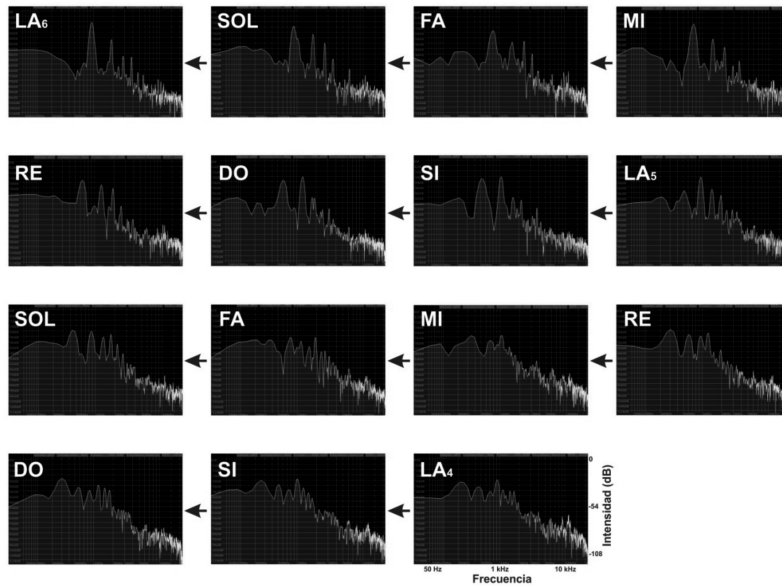 LA6
SOL
FA
MI
RE
DO
SI
LA5
SOL
FA
MI
RE
DO
SI
LA4
0
-54
-108
Intensidad (dB)
50 Hz
1 kHz
10 kHz
Frecuencia